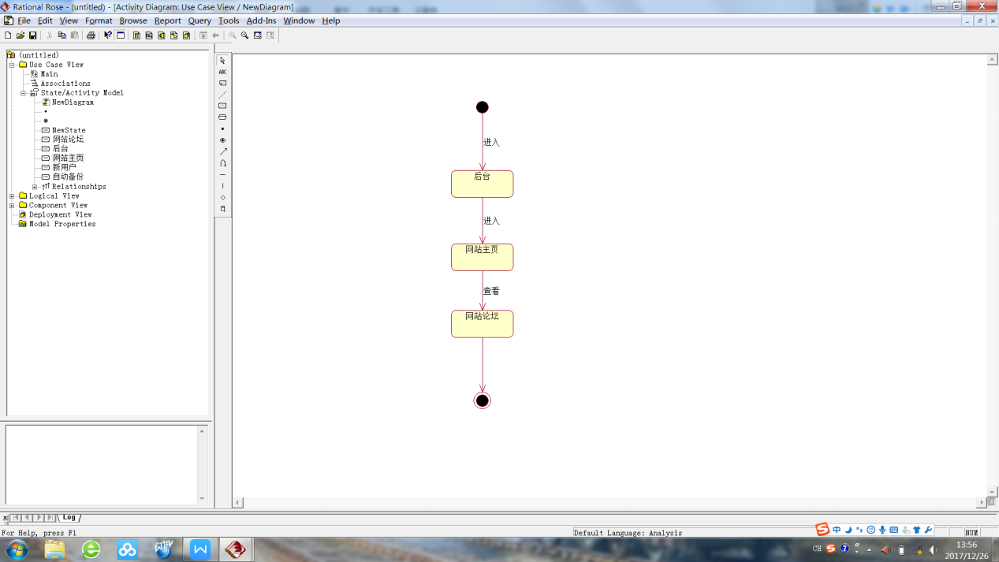 Rational Rose - (untitled) - [Activity Diagram: Use Case View / NewDiagram]
File Edit View Format Browse Report Query Tools Add-Ins Window Help
(untitled)
Use Case View
Main
Associations
State/Activity Model
NewDiagram
NewState
网站论坛
后台
网站主页
新用户
自动备份
Relationships
Logical View
Component View
Deployment View
Model Properties
ABC
进入
后台
进入
网站主页
查看
网站论坛
Log
For Help, press F1
Default Language: Analysis
NUM
中
CH
13:56
2017/12/26